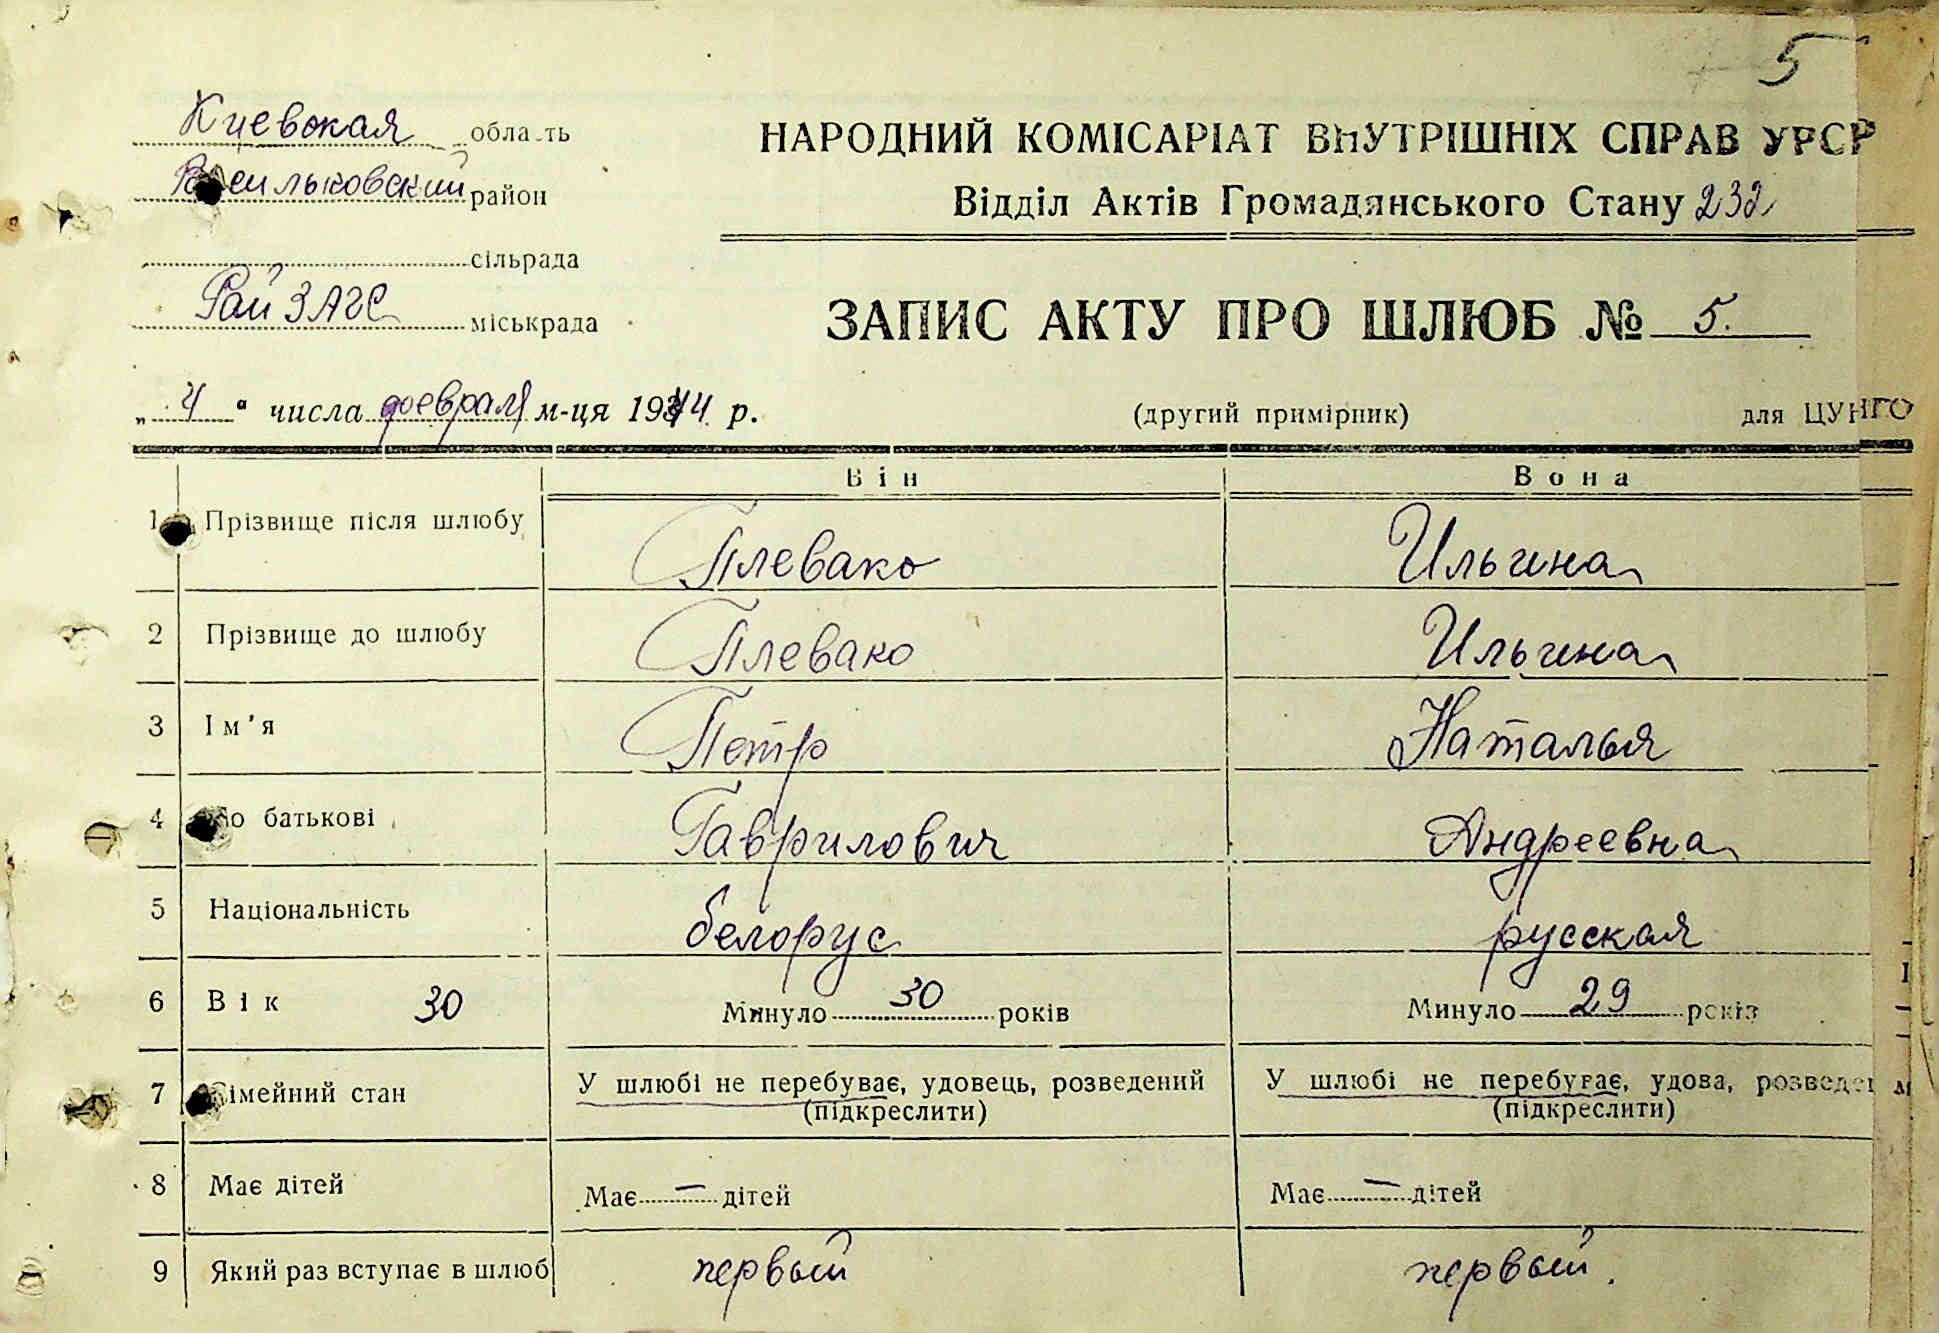 5
Киевская область
Васильковский район
НАРОДНИЙ КОМІСАРІАТ ВНУТРІШНІХ СПРАВ УРСР
Відділ Актів Громадянського Стану 232
сільрада
РайЗАГС міськрада
ЗАПИС АКТУ ПРО ШЛЮБ № 5.
„ 4 " числа февраля м-ця 1944 р.
(другий примірник)
для ЦУНГО
Він
Вона
1 Прізвище після шлюбу Плевако Ильина
2 Прізвище до шлюбу Плевако Ильина
3 Ім'я Петр Наталья
4 По батькові Гаврилович Андреевна
5 Національність белорус русская
6 Вік 30 Минуло 30 років Минуло 29 років
7 Сімейний стан У шлюбі не перебуває, удовець, розведений У шлюбі не перебуває, удова, розведе
(підкреслити) (підкреслити)
8 Має дітей Має — дітей Має — дітей
9 Який раз вступає в шлюб первый первый.